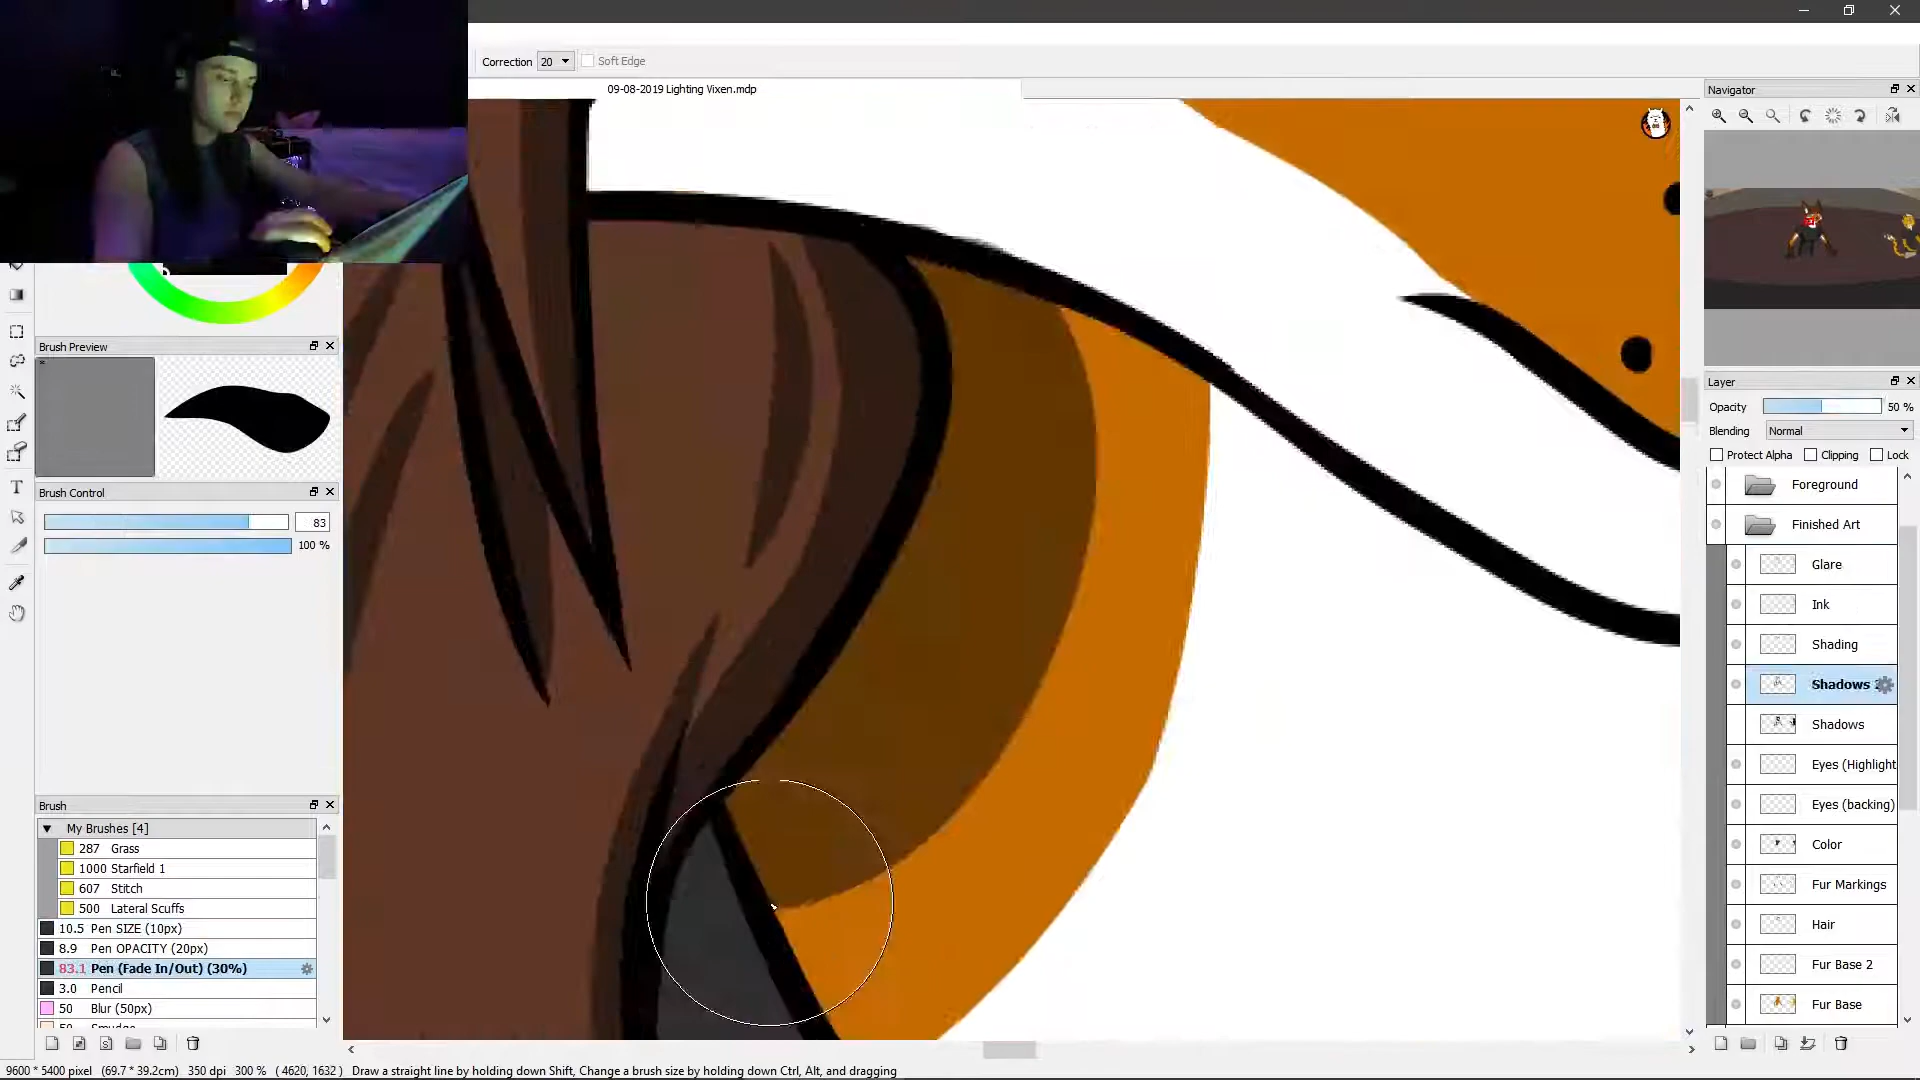 Correction 20 Soft Edge
09-08-2019 Lighting Vixen.mdp
Navigator
Brush Preview
Layer
Opacity 50 %
Blending Normal
Protect Alpha Clipping Lock
Foreground
Finished Art
Glare
Ink
Shading
Shadows
Shadows
Eyes (Highlight
Eyes (backing)
Color
Fur Markings
Hair
Fur Base 2
Fur Base
Brush Control
83
100 %
Brush
My Brushes [4]
287 Grass
1000 Starfield 1
607 Stitch
500 Lateral Scuffs
10.5 Pen SIZE (10px)
8.9 Pen OPACITY (20px)
83.1 Pen (Fade In/Out) (30%)
3.0 Pencil
50 Blur (50px)
9600 * 5400 pixel (69.7 * 39.2cm) 350 dpi 300 % ( 4620, 1632 ) Draw a straight line by holding down Shift, Change a brush size by holding down Ctrl, Alt, and dragging